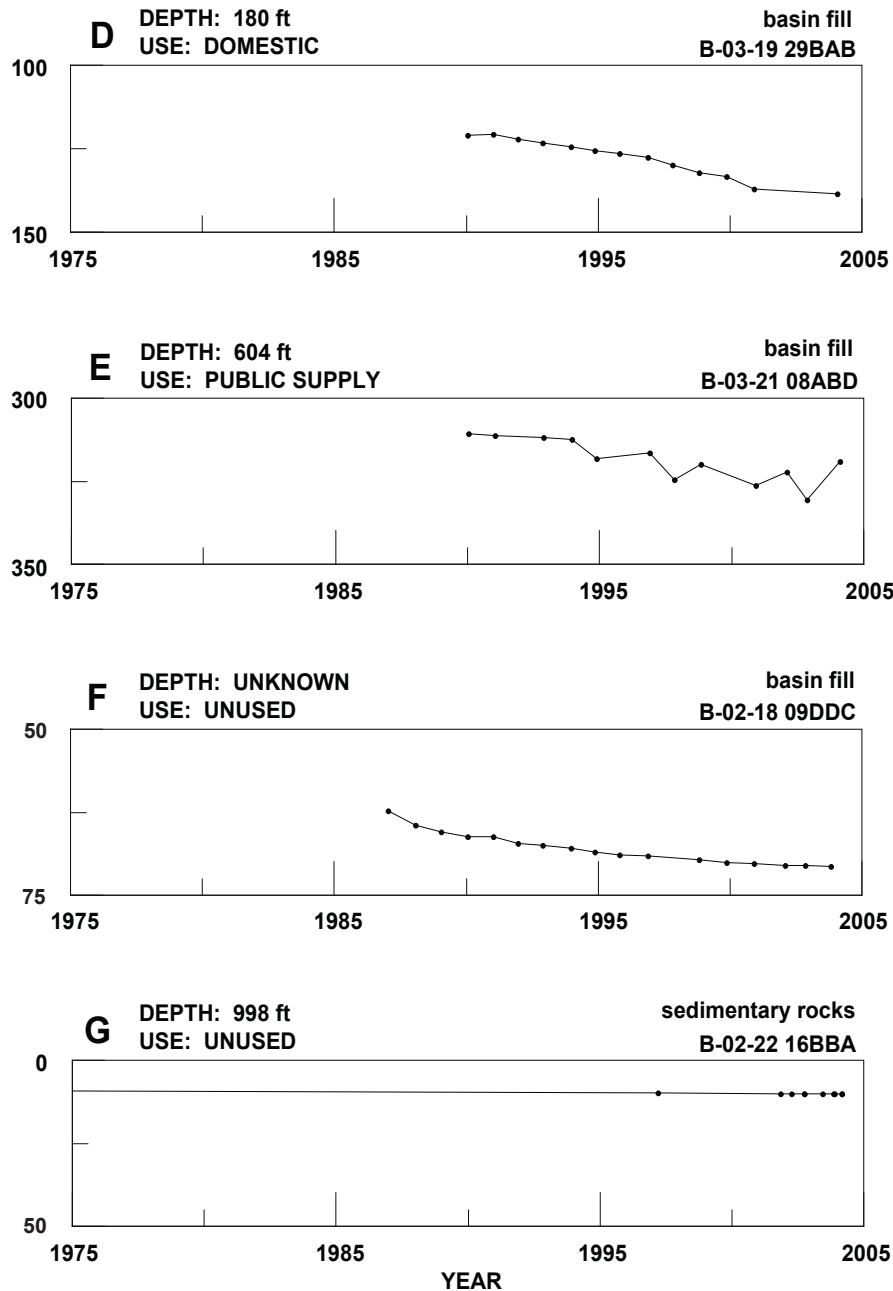 D
DEPTH: 180 ft
USE: DOMESTIC
basin fill
B-03-19 29BAB
100
150
1975
1985
1995
2005
E
DEPTH: 604 ft
USE: PUBLIC SUPPLY
basin fill
B-03-21 08ABD
300
350
1975
1985
1995
2005
F
DEPTH: UNKNOWN
USE: UNUSED
basin fill
B-02-18 09DDC
50
75
1975
1985
1995
2005
G
DEPTH: 998 ft
USE: UNUSED
sedimentary rocks
B-02-22 16BBA
0
50
1975
1985
1995
2005
YEAR